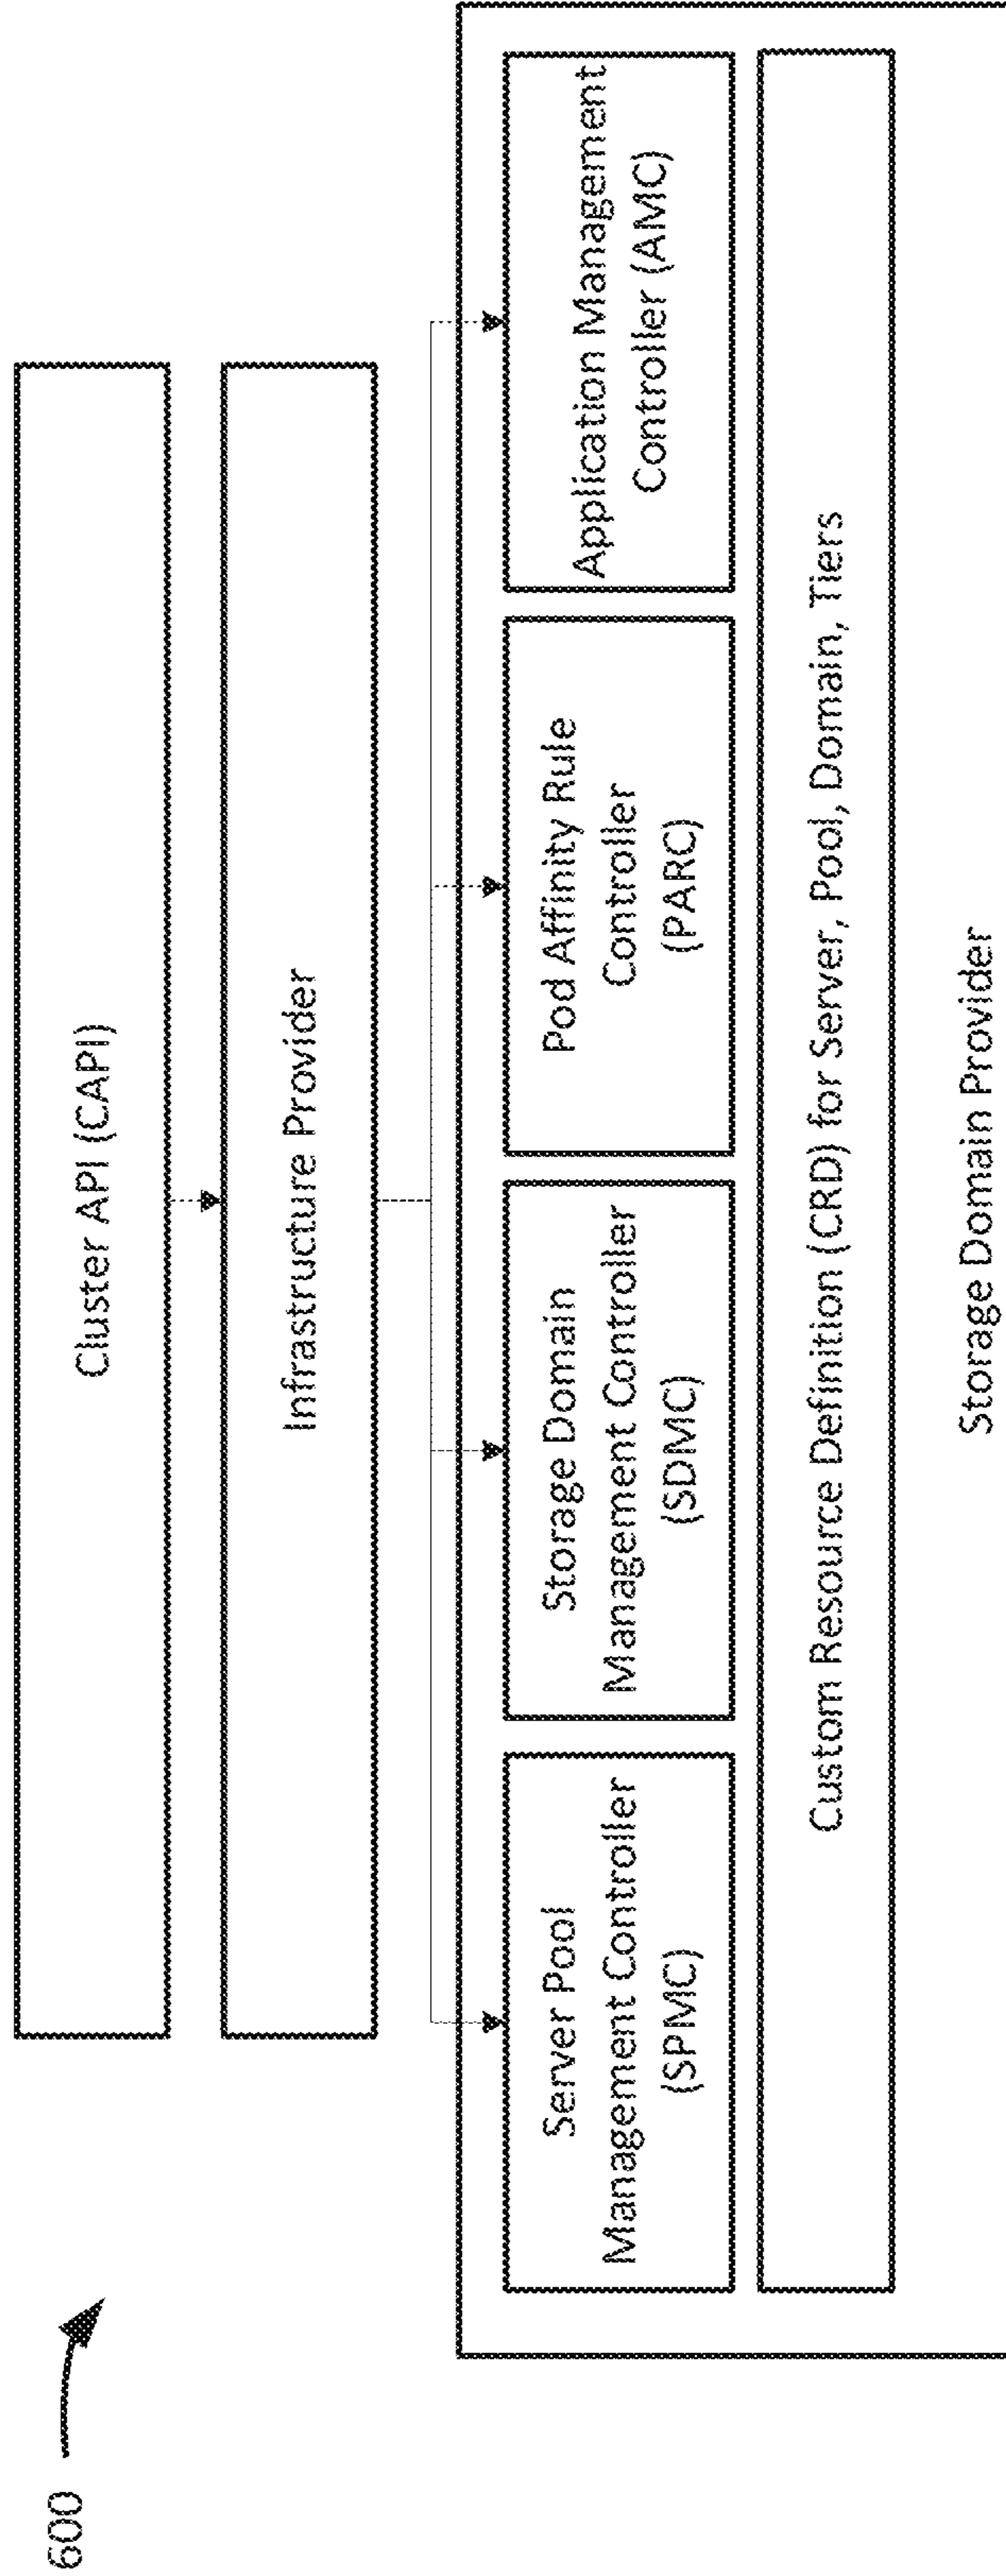 600
Cluster API (CAPI)
Infrastructure Provider
Server Pool
Management Controller
(SPMC)
Storage Domain
Management Controller
(SDMC)
Pod Affinity Rule
Controller
(PARC)
Application Management
Controller (AMC)
Custom Resource Definition (CRD) for Server, Pool, Domain, Tiers
Storage Domain Provider